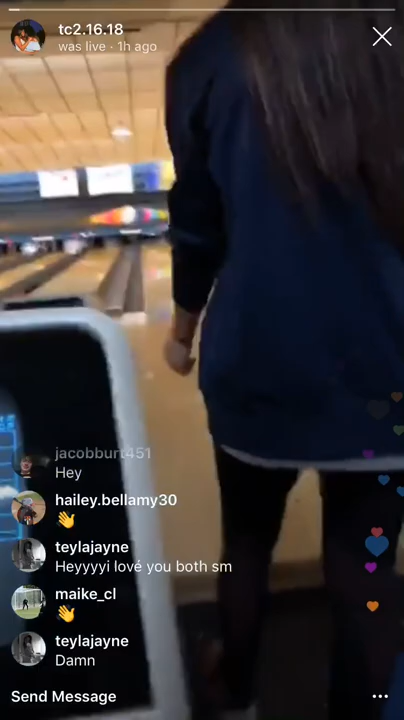 tc2.16.18
was live · 1h ago
jacobburt451
Hey
hailey.bellamy30
👋
teylajayne
Heyyyyi lové you both sm
maike_cl
👋
teylajayne
Damn
Send Message